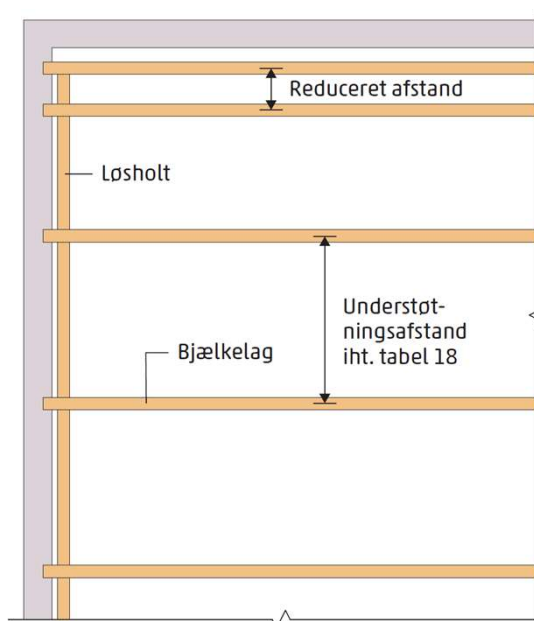 Reduceret afstand
Løsholt
Understøt-
ningsafstand
iht. tabel 18
Bjælkelag